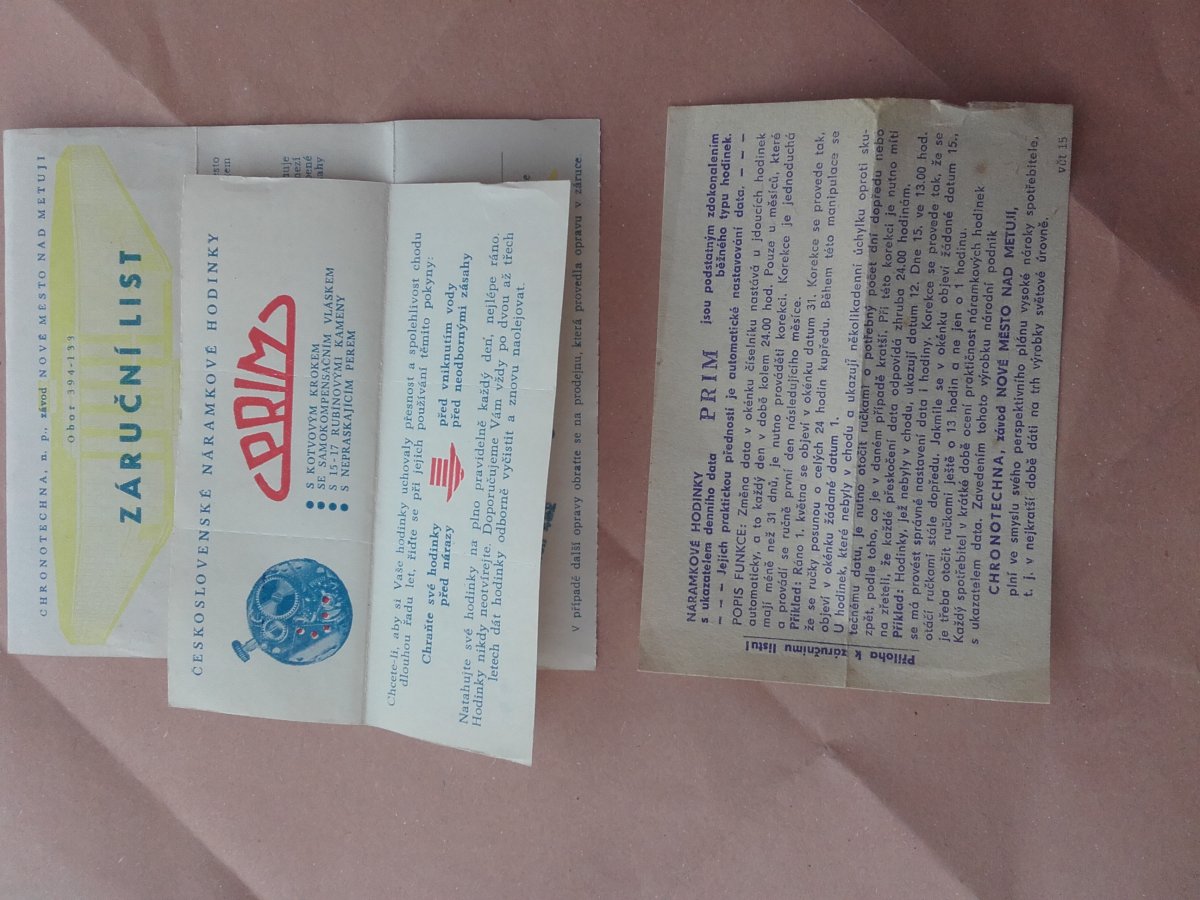 CHRONOTECHNA, n. p., závod NOVÉ MĚSTO NAD METUJI
Obor 394-139
ZÁRUČNÍ LIST
V případě další opravy obraťte se na prodejnu, která provedla opravu v záruce
ČESKOSLOVENSKÉ NÁRAMKOVÉ HODINKY
PRIM
S KOTVOVÝM KROKEM
SE SAMOKOMPENSAČNÍM VLÁSKEM
S 15-17 RUBÍNOVÝMI KAMENY
S NEPRASKAJÍCÍM PEREM
Chcete-li, aby si Vaše hodinky uchovaly přesnost a spolehlivost chodu
dlouhou řadu let, řiďte se při jejich používání těmito pokyny:
Chraňte své hodinky před vniknutím vody
před nárazy před neodbornými zásahy
Natahujte své hodinky na plno pravidelně každý den, nejlépe ráno.
Hodinky nikdy neotvírejte. Doporučujeme Vám vždy po dvou až třech
letech dát hodinky odborně vyčistit a znovu naolejovat.
Příloha k
záručnímu listu!
NÁRAMKOVÉ HODINKY
s ukazatelem denního data PRIM jsou podstatným zdokonalením
běžného typu hodinek.
— — — Jejich praktickou předností je automatické nastavování data. — — —
POPIS FUNKCE: Změna data v okénku číselníku nastává u jdoucích hodinek
automaticky, a to každý den v době kolem 24.00 hod. Pouze u měsíců, které
mají méně než 31 dnů, je nutno prováděti korekci. Korekce je jednoduchá
a provádí se ručně první den následujícího měsíce.
Příklad: Ráno 1. května se objeví v okénku datum 31. Korekce se provede tak,
že se ručky posunou o celých 24 hodin kupředu. Během této manipulace se
objeví v okénku žádané datum 1.
U hodinek, které nebyly v chodu a ukazují několikadenní úchylku oproti sku-
tečnému datu, je nutno otočit ručkami o potřebný počet dní dopředu nebo
zpět, podle toho, co je v daném případě kratší. Při této korekci je nutno míti
na zřeteli, že každé přeskočení data odpovídá zhruba 24.00 hodinám.
Příklad: Hodinky, jež nebyly v chodu, ukazují datum 12. Dne 15. ve 13.00 hod.
se má provést správné nastavení data i hodiny. Korekce se provede tak, že se
otáčí ručkami stále dopředu. Jakmile se v okénku objeví žádané datum 15.,
je třeba otočit ručkami ještě o 13 hodin a ne jen o 1 hodinu.
Každý spotřebitel v krátké době ocení praktičnost náramkových hodinek
s ukazatelem data. Zavedením tohoto výrobku národní podnik
CHRONOTECHNA, závod NOVÉ MĚSTO NAD METUJÍ,
plní ve smyslu svého perspektivního plánu vysoké nároky spotřebitele,
t. j. v nejkratší době dáti na trh výrobky světové úrovně.
VÚT 15